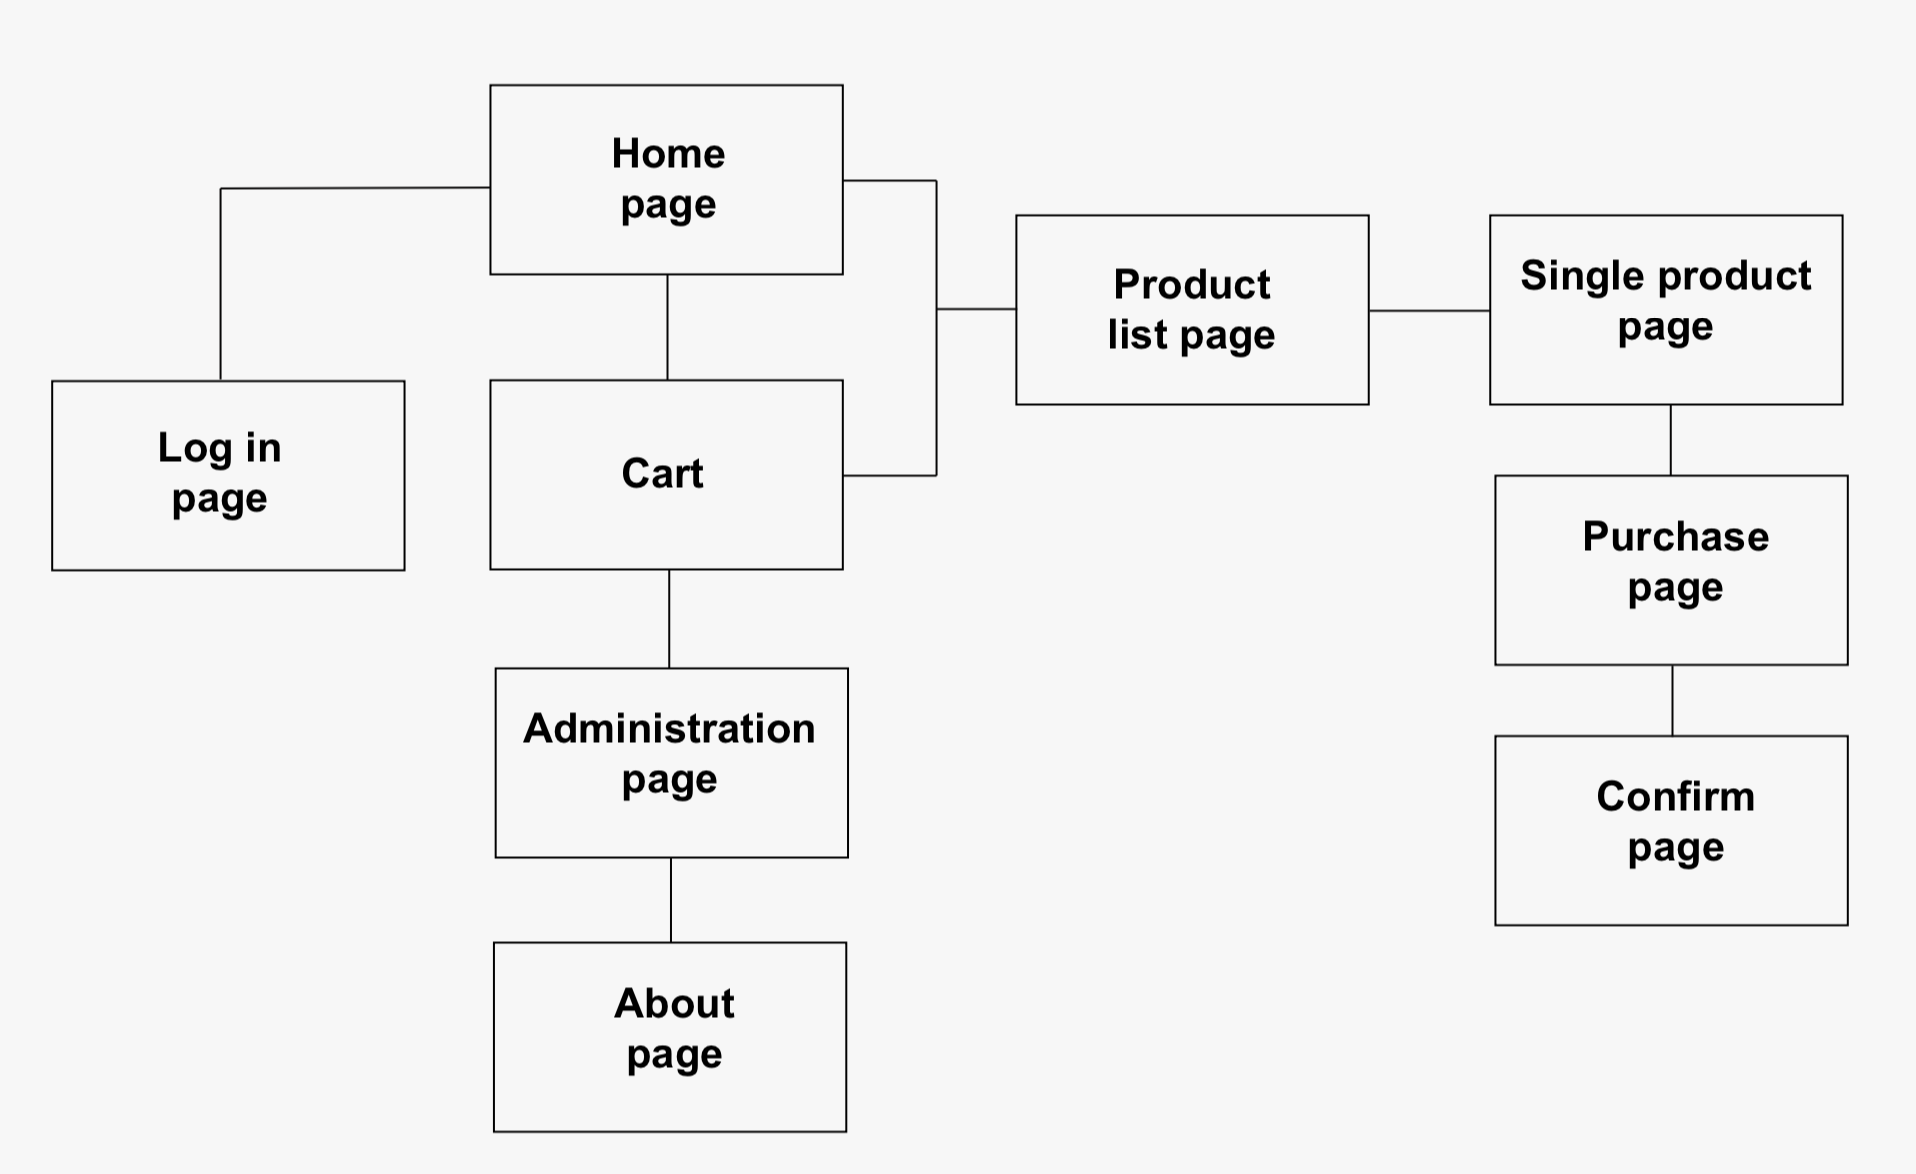 Home
page
Product
list page
Single product
page
Log in
page
Cart
Purchase
page
Administration
page
Confirm
page
About
page